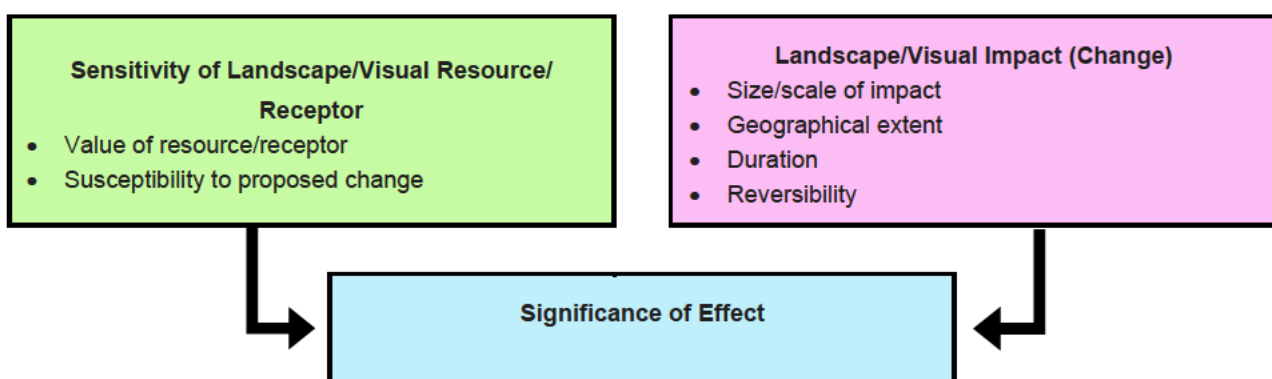 Sensitivity of Landscape/Visual Resource/
Receptor
• Value of resource/receptor
• Susceptibility to proposed change
Landscape/Visual Impact (Change)
• Size/scale of impact
• Geographical extent
• Duration
• Reversibility
Significance of Effect